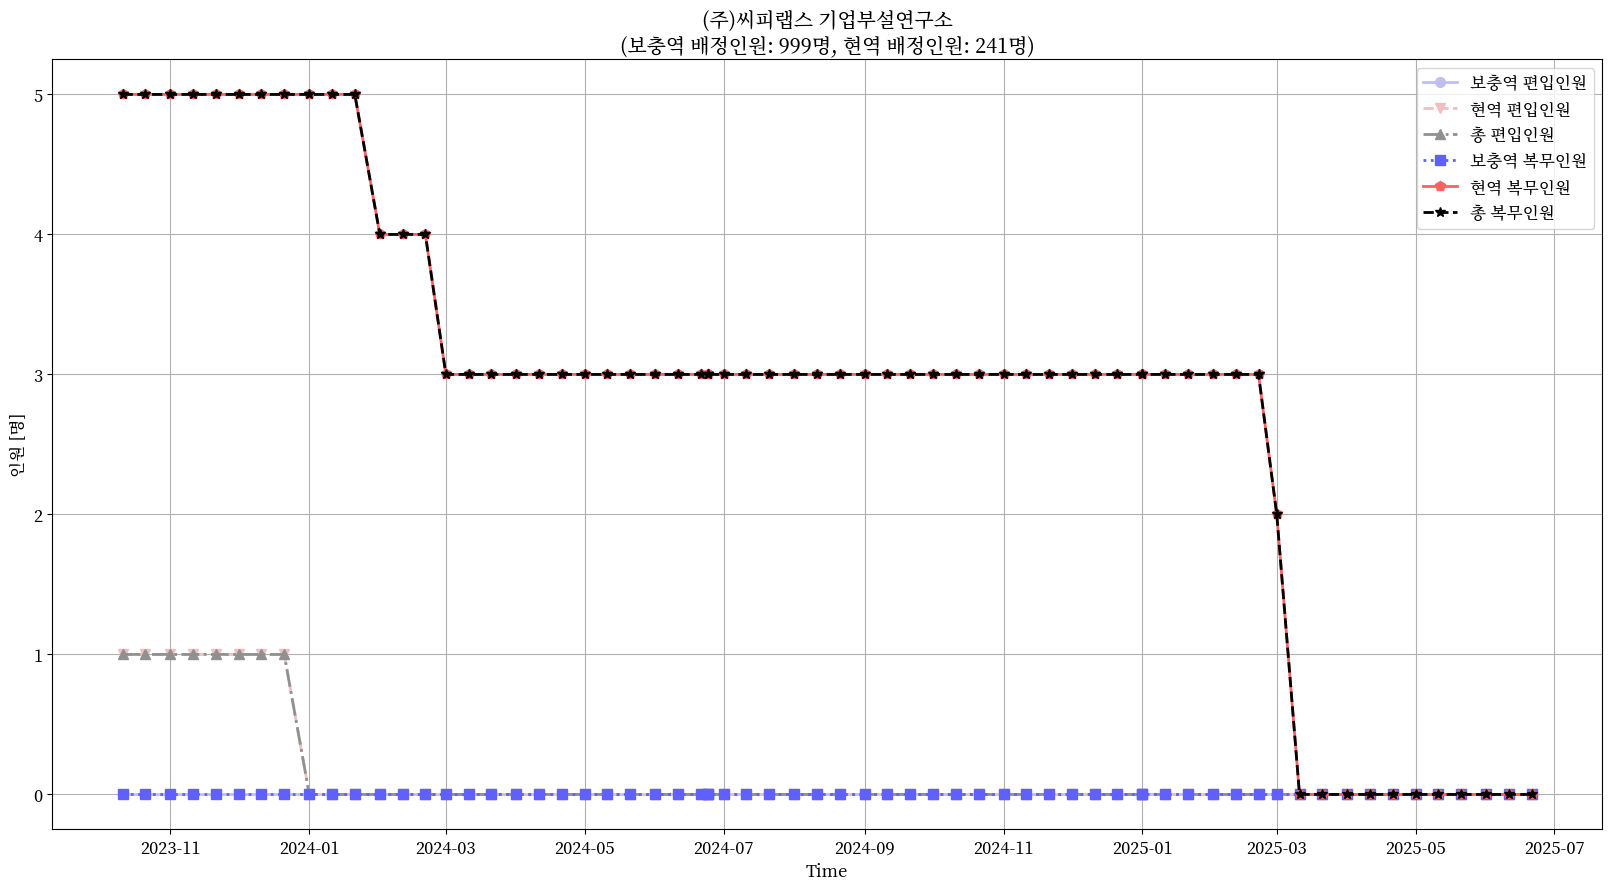 (주)씨피랩스 기업부설연구소
(보충역 배정인원: 999명, 현역 배정인원: 241명)
보충역 편입인원
현역 편입인원
총 편입인원
보충역 복무인원
현역 복무인원
총 복무인원
인원 [명]
5
4
3
2
1
0
2023-11
2024-01
2024-03
2024-05
2024-07
2024-09
2024-11
2025-01
2025-03
2025-05
2025-07
Time